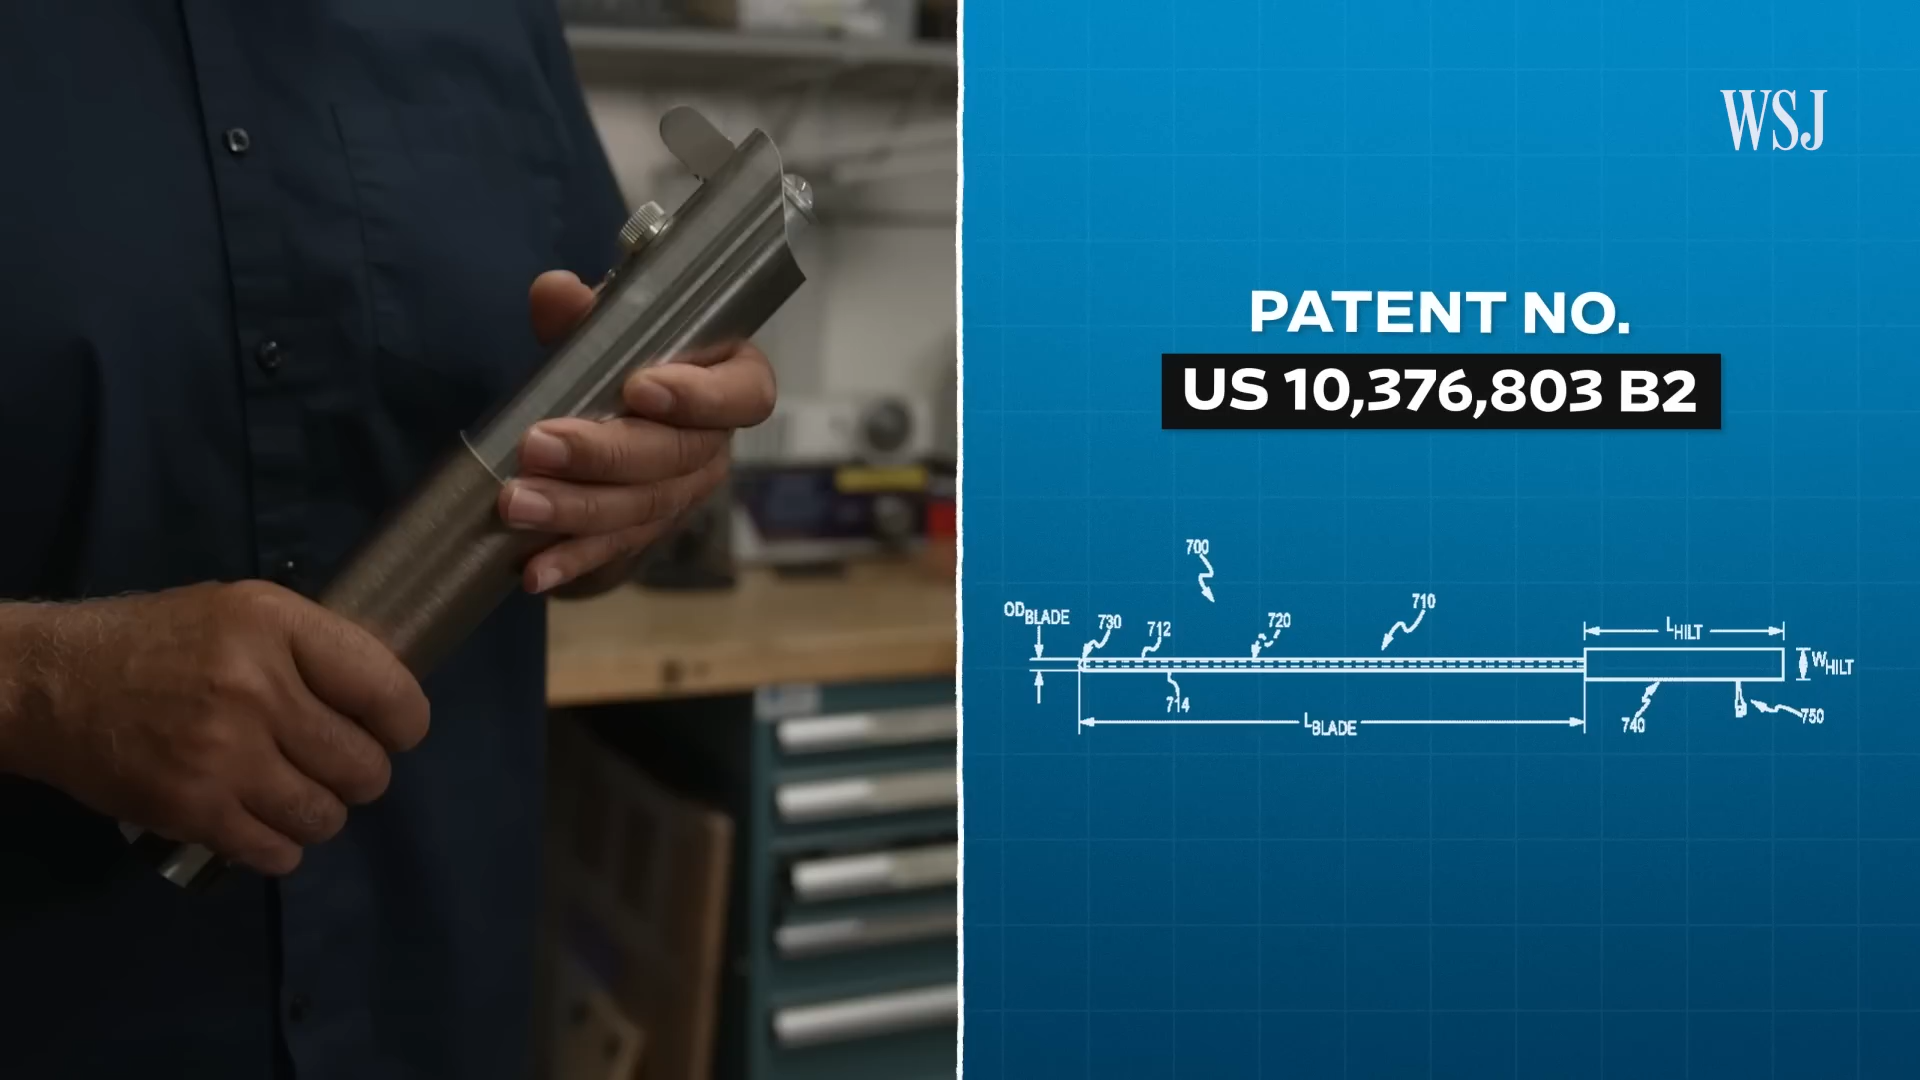 WSJ
PATENT NO.
US 10,376,803 B2
700
OD BLADE
730
712
720
710
L HILT
W HILT
714
L BLADE
740
750